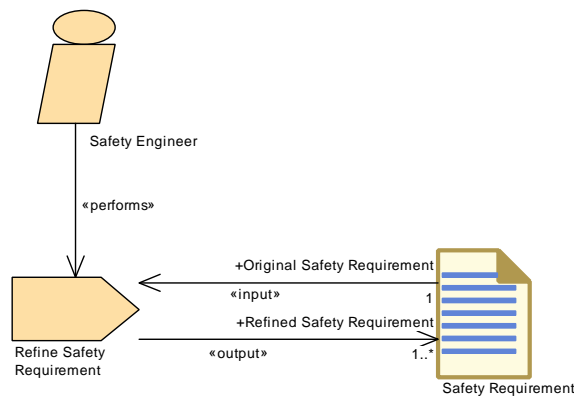 Safety Engineer
«performs»
+Original Safety Requirement
«input»
1
+Refined Safety Requirement
«output»
1..*
Refine Safety
Requirement
Safety Requirement